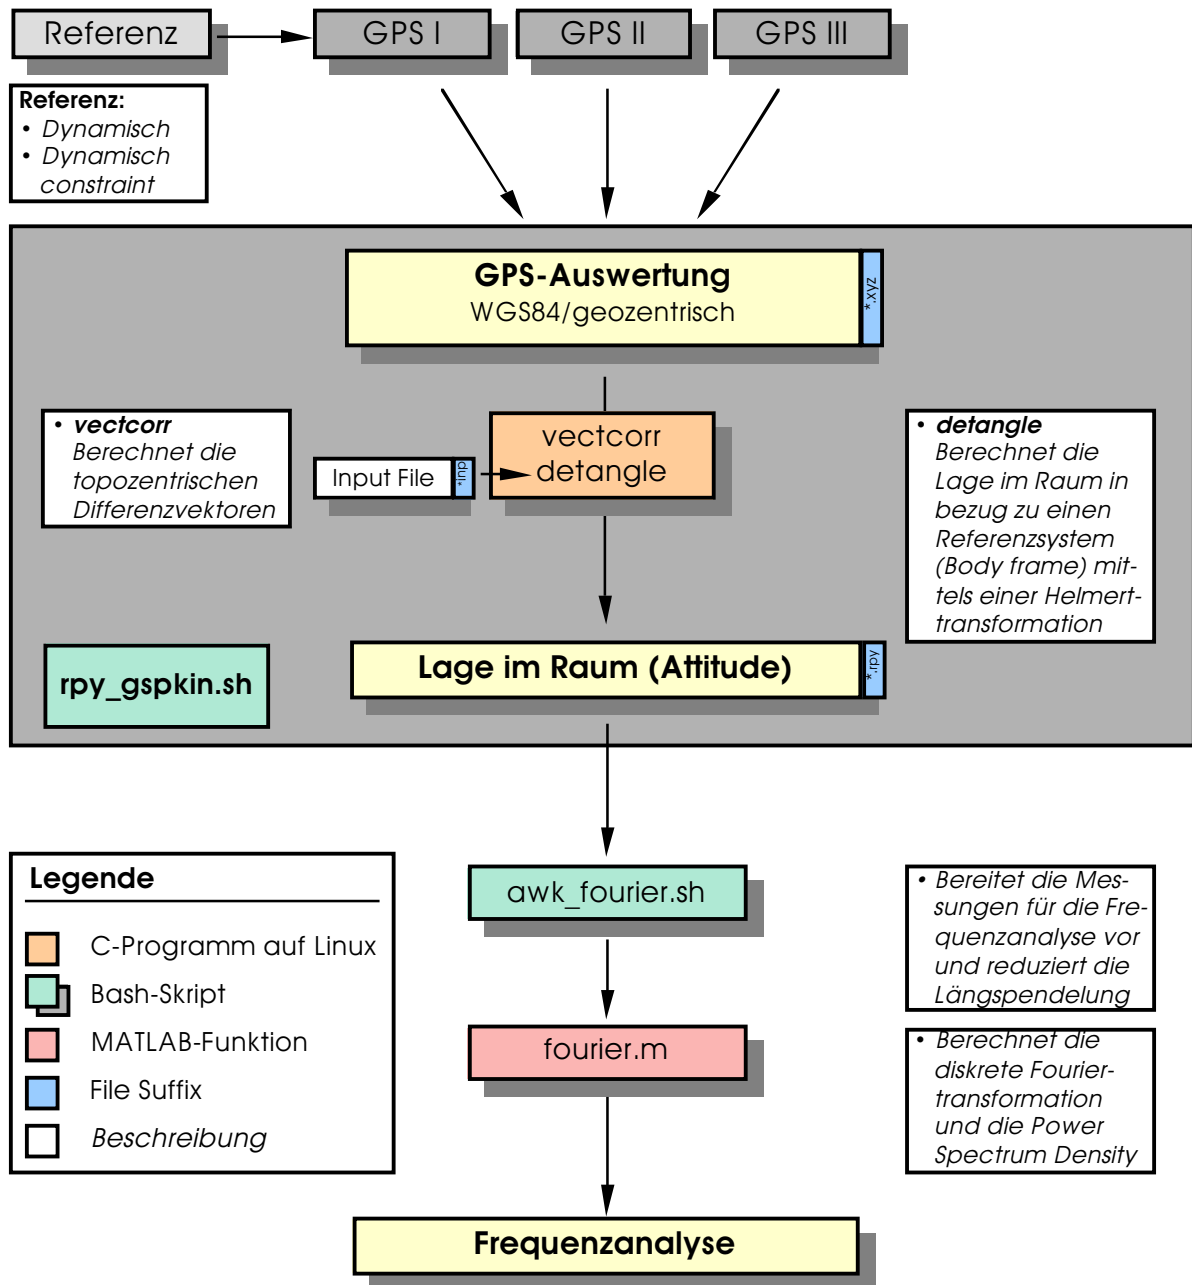 Referenz
GPS I
GPS II
GPS III
Referenz:
• Dynamisch
• Dynamisch
constraint
GPS-Auswertung
WGS84/geozentrisch
*.xyz
• vectcorr
Berechnet die
topozentrischen
Differenzvektoren
Input File
*inp
vectcorr
detangle
• detangle
Berechnet die
Lage im Raum in
bezug zu einen
Referenzsystem
(Body frame) mit-
tels einer Helmert-
transformation
rpy_gspkin.sh
Lage im Raum (Attitude)
*.rpy
Legende
C-Programm auf Linux
Bash-Skript
MATLAB-Funktion
File Suffix
Beschreibung
awk_fourier.sh
• Bereitet die Mes-
sungen für die Fre-
quenzanalyse vor
und reduziert die
Längspendelung
fourier.m
• Berechnet die
diskrete Fourier-
transformation
und die Power
Spectrum Density
Frequenzanalyse